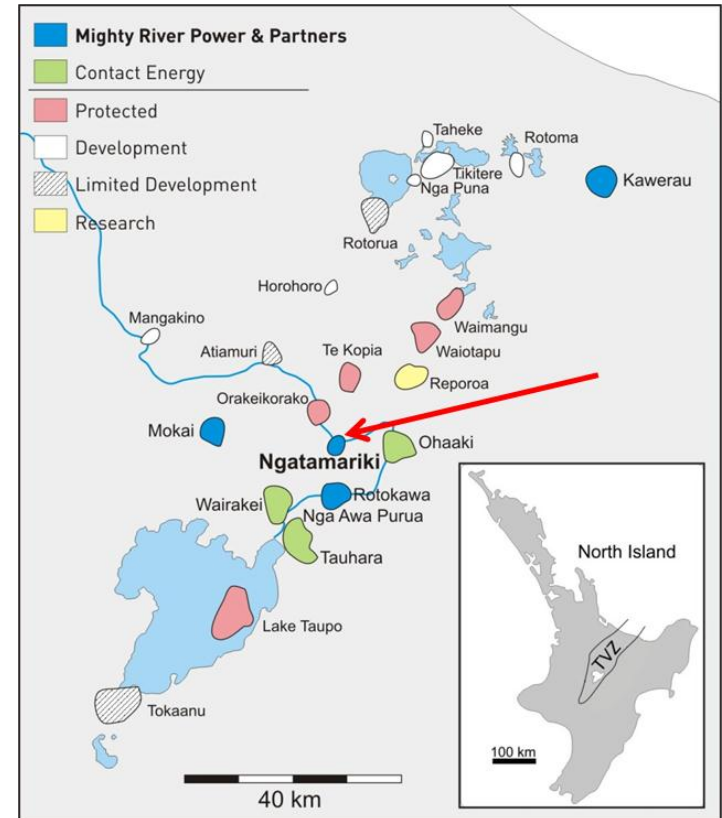 Mighty River Power & Partners
Contact Energy
Protected
Development
Limited Development
Research
Taheke
Rotoma
Tikitere
Nga Puna
Kawerau
Rotorua
Horohoro
Mangakino
Waimangu
Atiamuri
Te Kopia
Waiotapu
Reporoa
Orakeikorako
Mokai
Ohaaki
Ngatamariki
Wairakei
Rotokawa
Nga Awa Purua
Tauhara
Lake Taupo
Tokaanu
40 km
North Island
TVZ
100 km